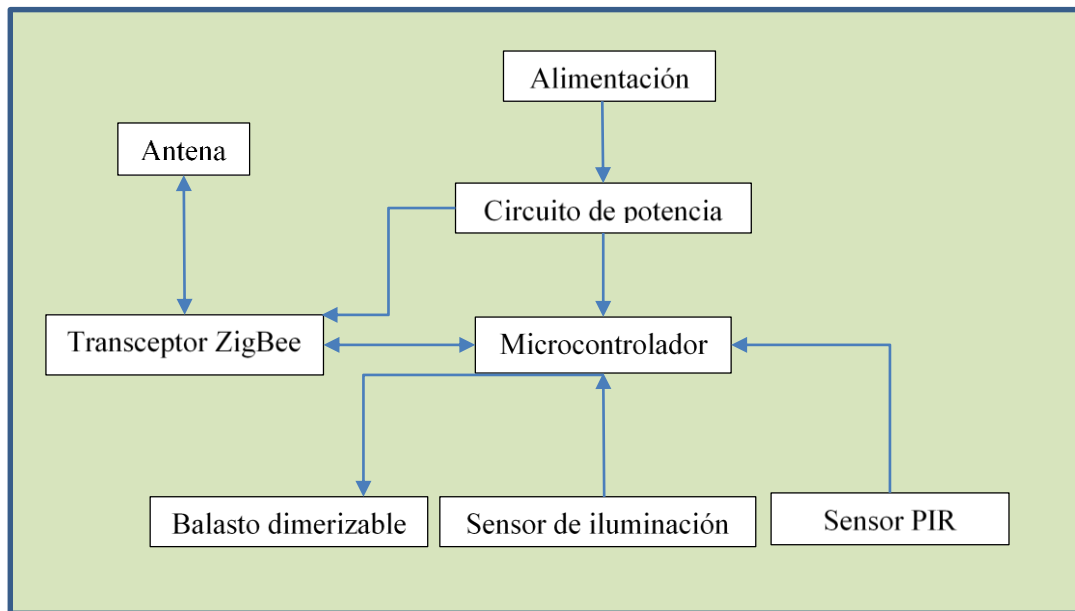 Alimentación
Antena
Circuito de potencia
Transceptor ZigBee
Microcontrolador
Balasto dimerizable
Sensor de iluminación
Sensor PIR